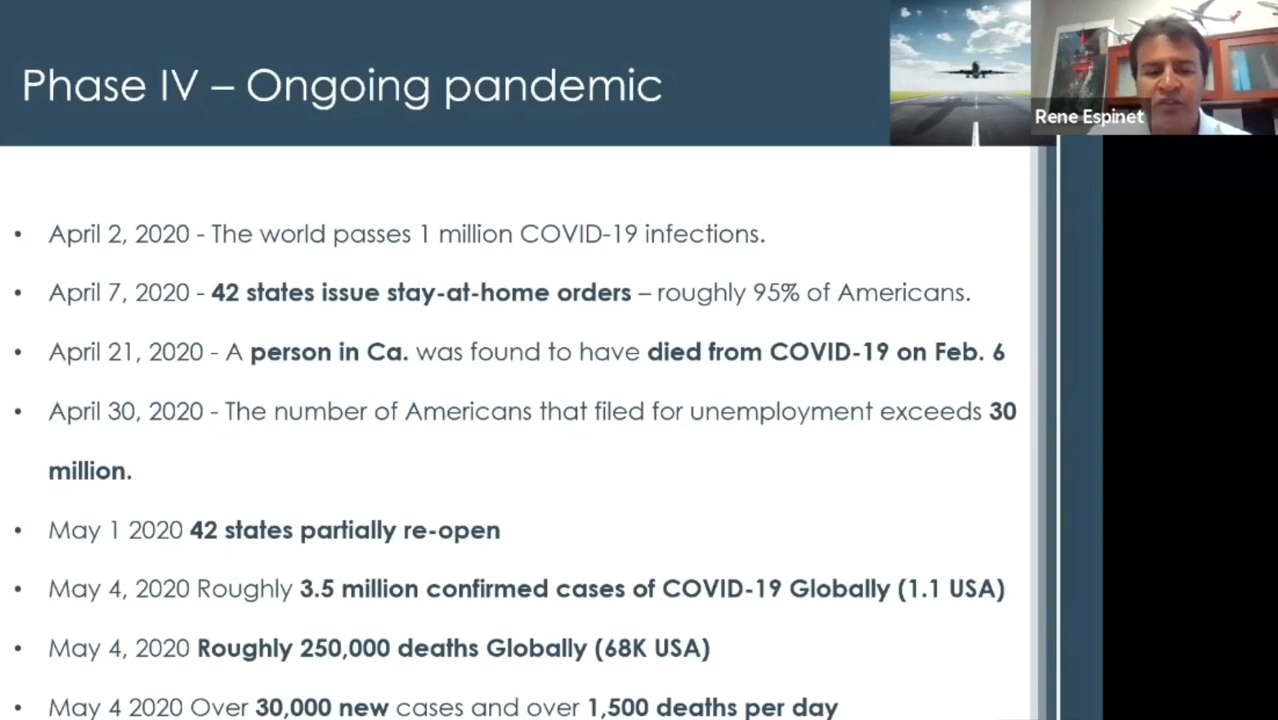 Phase IV – Ongoing pandemic
Rene Espinet
• April 2, 2020 - The world passes 1 million COVID-19 infections.
• April 7, 2020 - 42 states issue stay-at-home orders – roughly 95% of Americans.
• April 21, 2020 - A person in Ca. was found to have died from COVID-19 on Feb. 6
• April 30, 2020 - The number of Americans that filed for unemployment exceeds 30
million.
• May 1 2020 42 states partially re-open
• May 4, 2020 Roughly 3.5 million confirmed cases of COVID-19 Globally (1.1 USA)
• May 4, 2020 Roughly 250,000 deaths Globally (68K USA)
• May 4 2020 Over 30,000 new cases and over 1,500 deaths per day